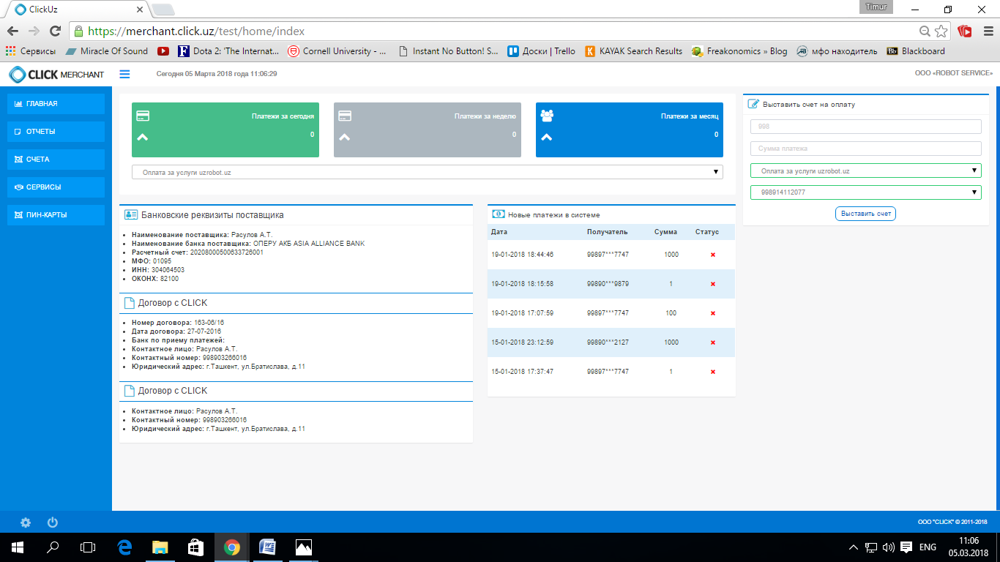 ClickUz
Timur
https://merchant.click.uz/test/home/index
Сервисы
Miracle Of Sound
Dota 2: 'The Internat...
Cornell University - ...
Instant No Button! S...
Доски | Trello
KAYAK Search Results
Freakonomics » Blog
мфо находитель
Blackboard
CLICK MERCHANT
Сегодня 05 Марта 2018 года 11:06:29
ООО «ROBOT SERVICE»
ГЛАВНАЯ
ОТЧЕТЫ
СЧЕТА
СЕРВИСЫ
ПИН-КАРТЫ
Платежи за сегодня
0
Платежи за неделю
0
Платежи за месяц
0
Оплата за услуги uzrobot.uz
Выставить счет на оплату
998
Сумма платежа
Оплата за услуги uzrobot.uz
998914112077
Выставить счет
Банковские реквизиты поставщика
Наименование поставщика: Расулов А.Т.
Наименование банка поставщика: ОПЕРУ АКБ ASIA ALLIANCE BANK
Расчетный счет: 20208000500633726001
МФО: 01095
ИНН: 304064503
ОКОНХ: 82100
Договор с CLICK
Номер договора: 163-06/16
Дата договора: 27-07-2016
Банк по приему платежей:
Контактное лицо: Расулов А.Т.
Контактный номер: 998903266016
Юридический адрес: г.Ташкент, ул.Братислава, д.11
Договор с CLICK
Контактное лицо: Расулов А.Т.
Контактный номер: 998903266016
Юридический адрес: г.Ташкент, ул.Братислава, д.11
Новые платежи в системе
Дата Получатель Сумма Статус
19-01-2018 18:44:46 99897***7747 1000
19-01-2018 18:15:58 99890***9879 1
19-01-2018 17:07:59 99897***7747 100
15-01-2018 23:12:59 99890***2127 1000
15-01-2018 17:37:47 99897***7747 1
ООО "CLICK" © 2011-2018
ENG
11:06
05.03.2018